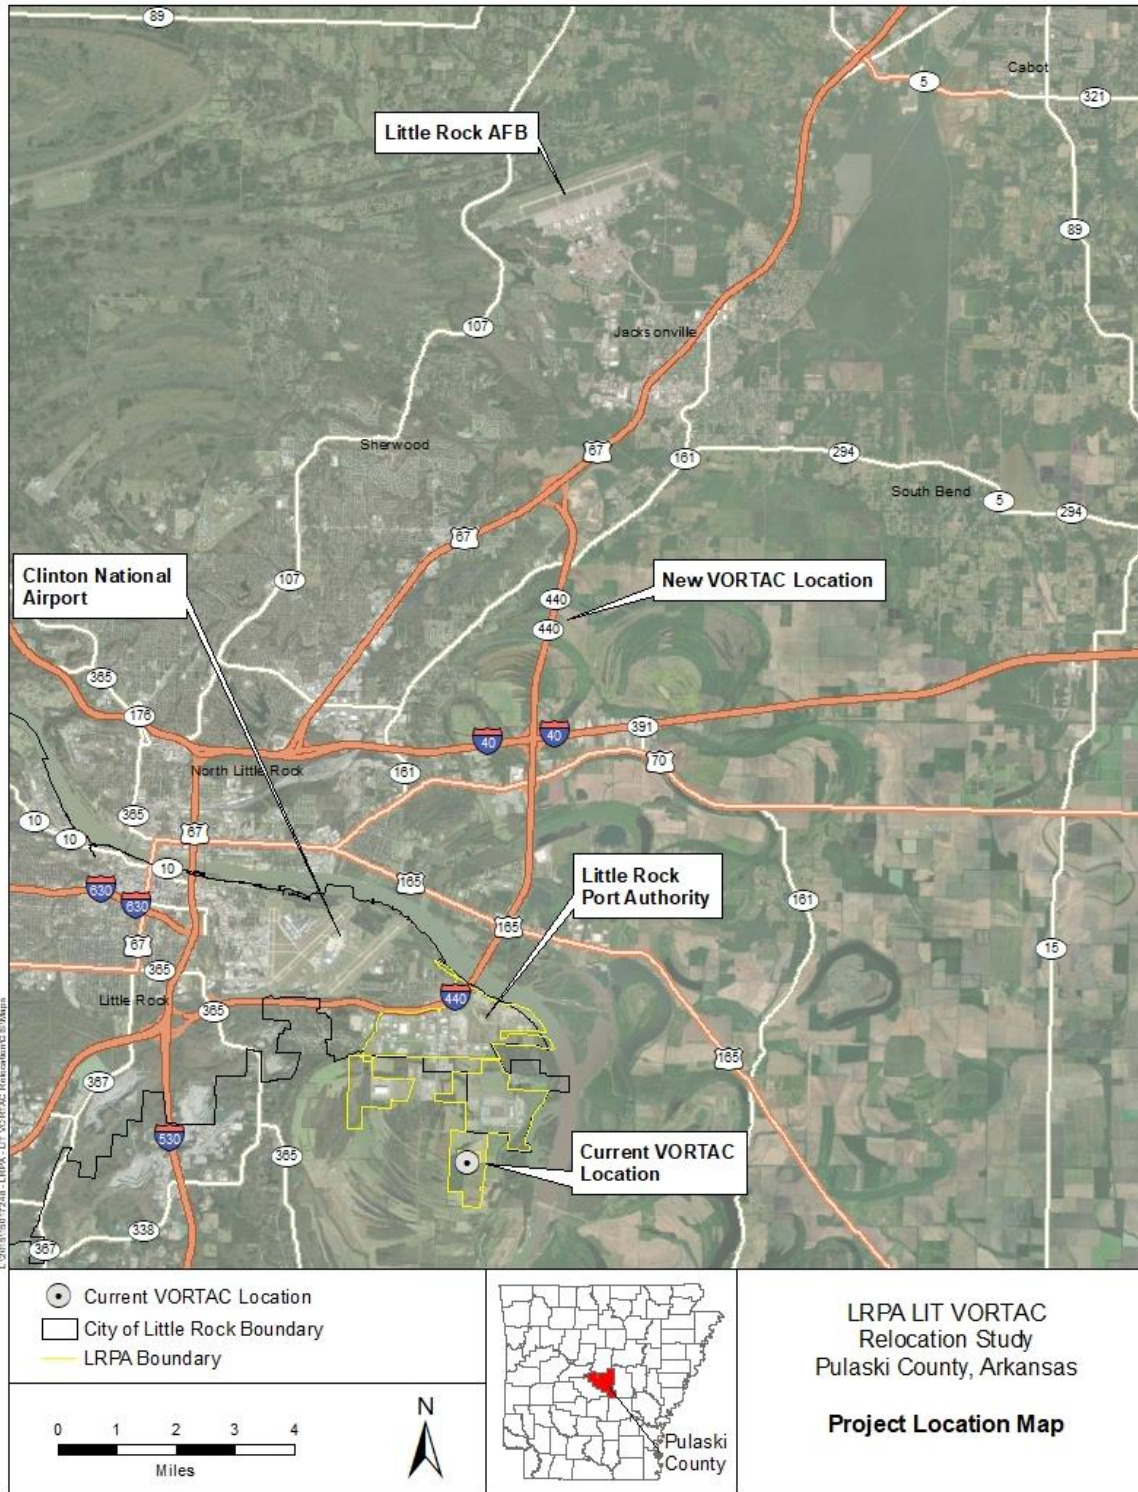 89
Cabot
5
321
Little Rock AFB
89
107
Jacksonville
Sherwood
67
161
294
South Bend
5
294
67
Clinton National
Airport
107
New VORTAC Location
440
440
365
176
40
40
391
70
North Little Rock
161
365
10
10
67
10
Little Rock
Port Authority
630
630
165
161
165
67
15
365
Little Rock
440
365
165
367
530
365
Current VORTAC
Location
338
367
Current VORTAC Location
City of Little Rock Boundary
LRPA Boundary
0 1 2 3 4
Miles
N
Pulaski
County
LRPA LIT VORTAC
Relocation Study
Pulaski County, Arkansas
Project Location Map